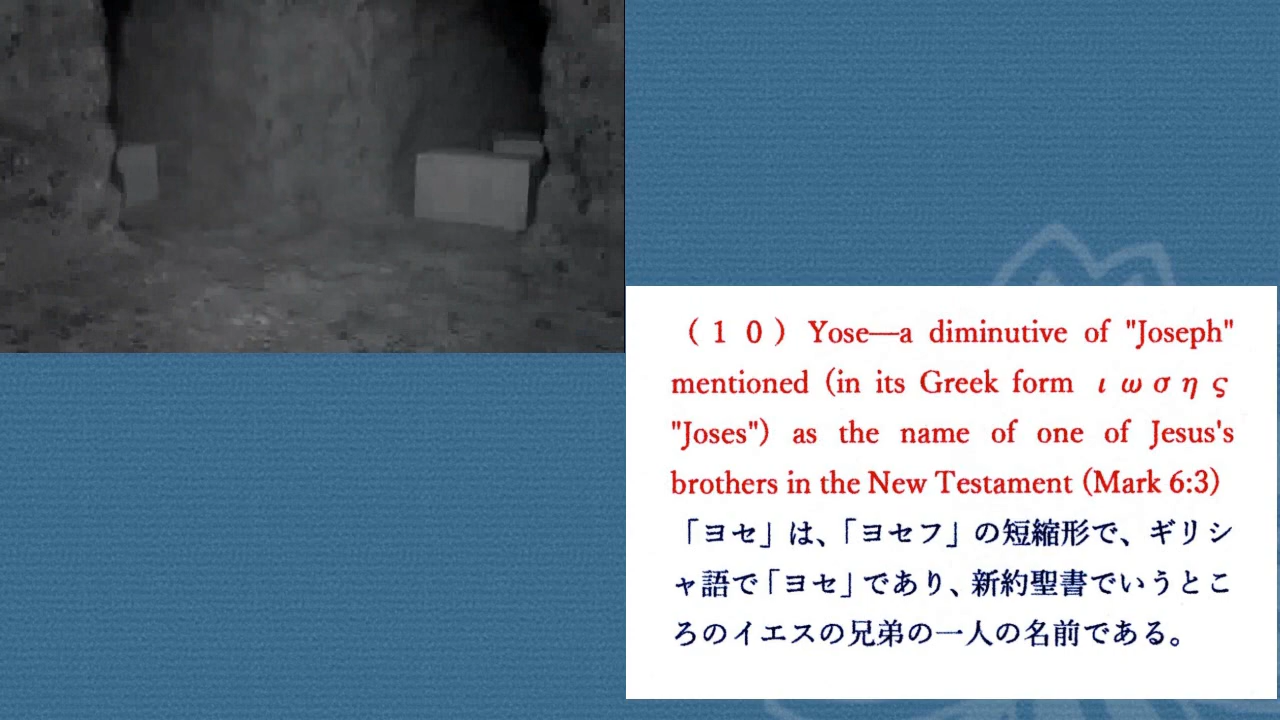 （１０）Yose—a diminutive of "Joseph"
mentioned (in its Greek form ιωσης
"Joses") as the name of one of Jesus's
brothers in the New Testament (Mark 6:3)
「ヨセ」は、「ヨセフ」の短縮形で、ギリシ
ャ語で「ヨセ」であり、新約聖書でいうとこ
ろのイエスの兄弟の一人の名前である。